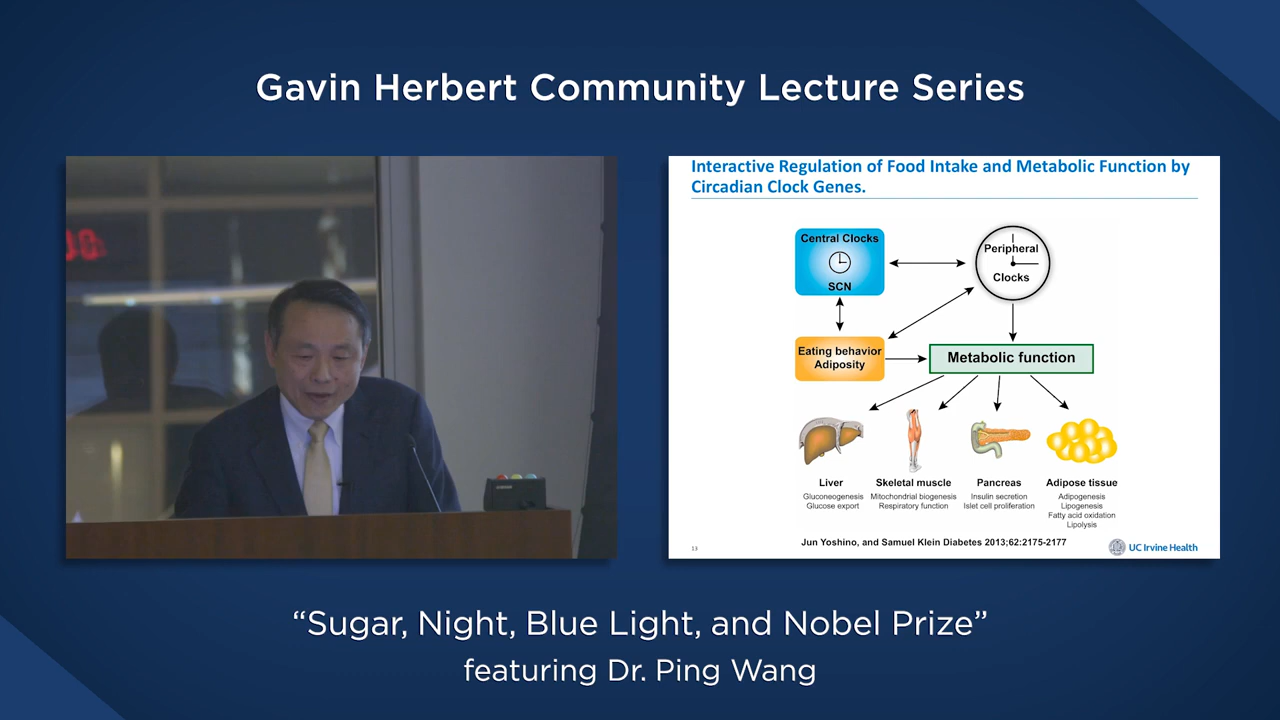 Gavin Herbert Community Lecture Series
Interactive Regulation of Food Intake and Metabolic Function by
Circadian Clock Genes.
Central Clocks
SCN
Peripheral
Clocks
Eating behavior
Adiposity
Metabolic function
Liver
Gluconeogenesis
Glucose export
Skeletal muscle
Mitochondrial biogenesis
Respiratory function
Pancreas
Insulin secretion
Islet cell proliferation
Adipose tissue
Adipogenesis
Lipogenesis
Fatty acid oxidation
Lipolysis
Jun Yoshino, and Samuel Klein Diabetes 2013;62:2175-2177
13
UC Irvine Health
“Sugar, Night, Blue Light, and Nobel Prize”
featuring Dr. Ping Wang